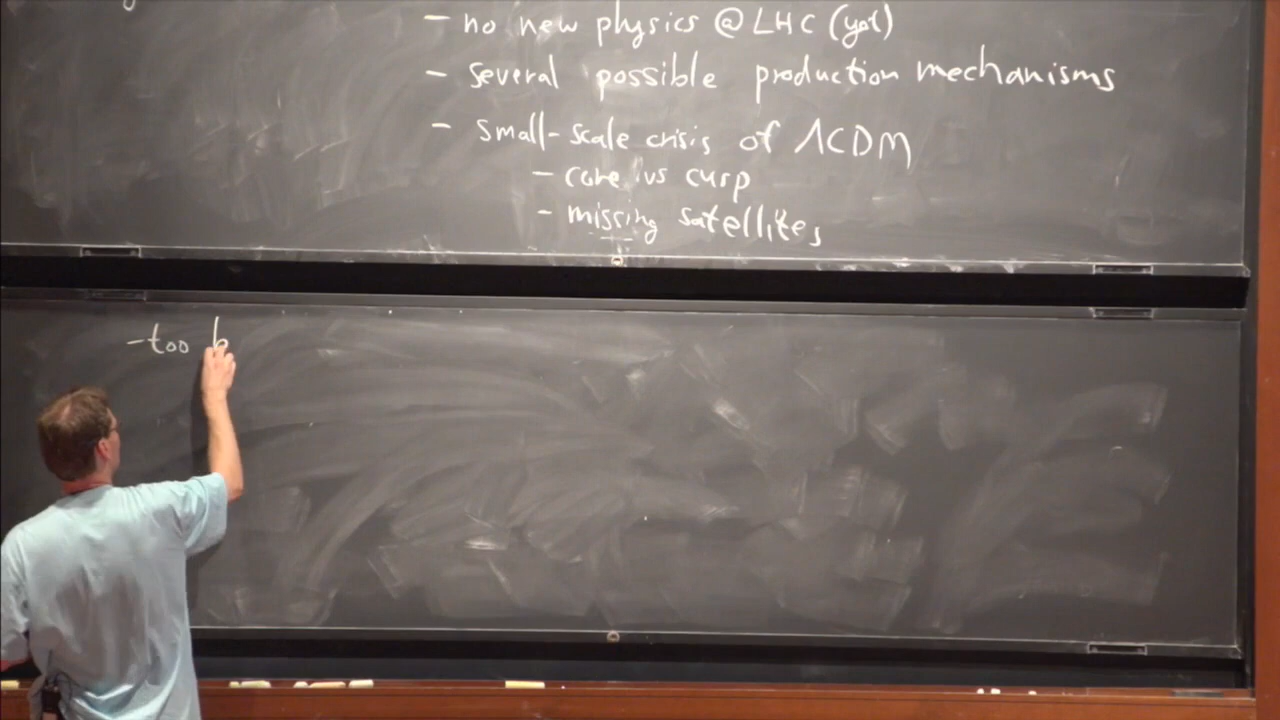 - no new physics @ LHC (yet)
- several possible production mechanisms
- small-scale crisis of ΛCDM
- core vs cusp
- missing satellites
- too b